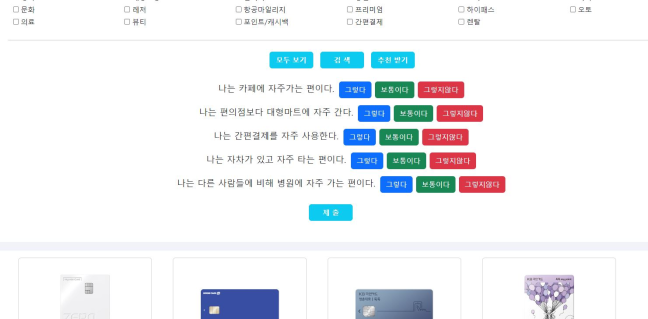 문화 레저 항공마일리지 프리미엄 하이패스 오토
의료 뷰티 포인트/캐시백 간편결제 렌탈
모두 보기 검 색 추천 받기
나는 카페에 자주가는 편이다. 그렇다 보통이다 그렇지않다
나는 편의점보다 대형마트에 자주 간다. 그렇다 보통이다 그렇지않다
나는 간편결제를 자주 사용한다. 그렇다 보통이다 그렇지않다
나는 자차가 있고 자주 타는 편이다. 그렇다 보통이다 그렇지않다
나는 다른 사람들에 비해 병원에 자주 가는 편이다. 그렇다 보통이다 그렇지않다
제 출
ZERO